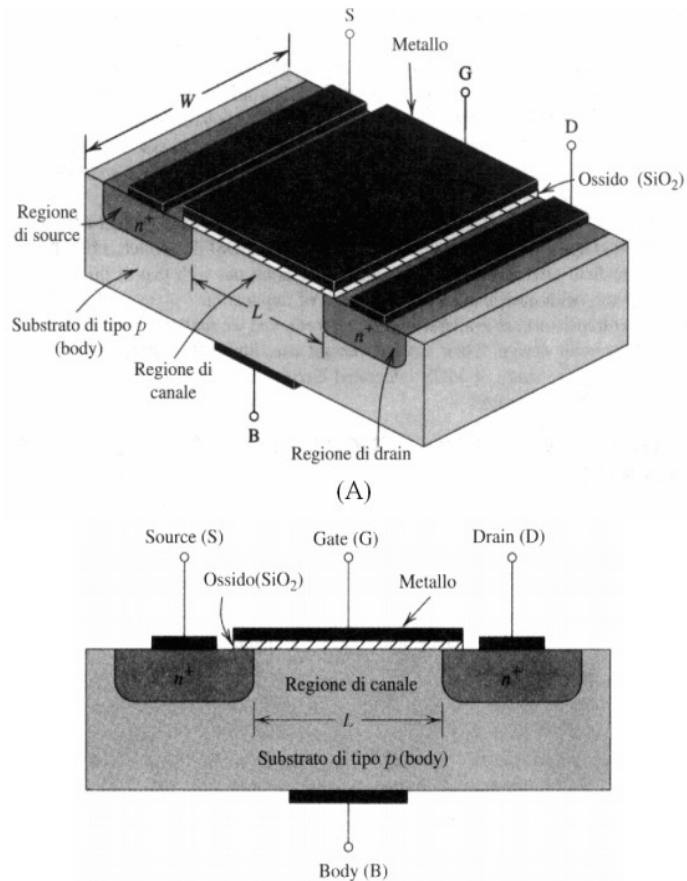 S
Metallo
G
W
D
Ossido (SiO₂)
Regione
di source
n⁺
L
n⁺
Substrato di tipo p
(body)
Regione di
canale
B
Regione di drain
(A)
Source (S)
Gate (G)
Drain (D)
Ossido(SiO₂)
Metallo
n⁺
Regione di canale
n⁺
L
Substrato di tipo p (body)
Body (B)